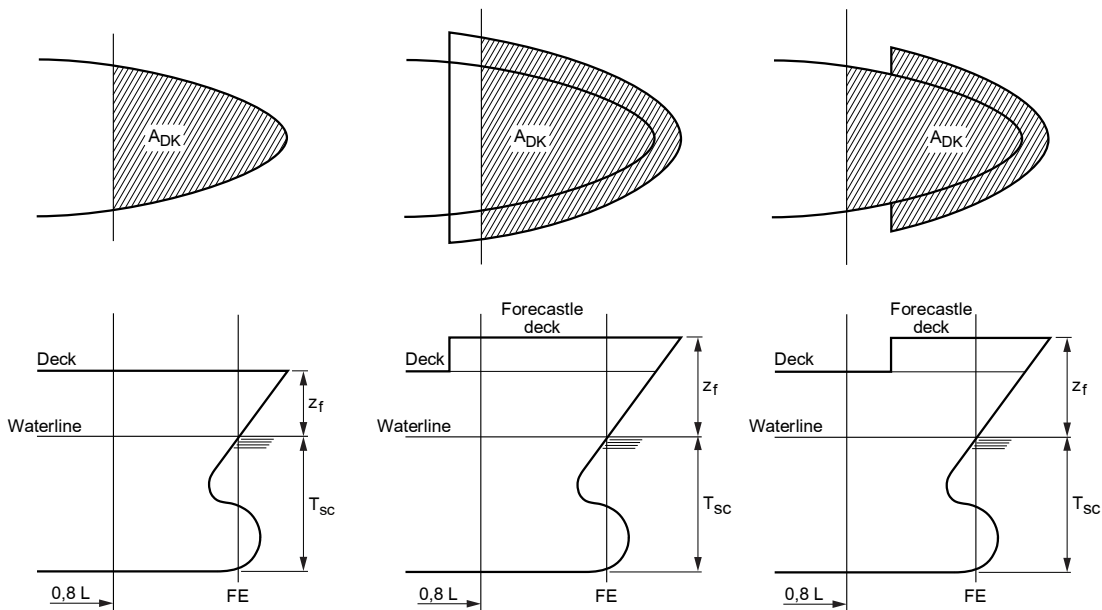 A_DK
A_DK
A_DK
Forecastle
deck
Forecastle
deck
Deck
Deck
Deck
z_f
z_f
z_f
Waterline
Waterline
Waterline
T_sc
T_sc
T_sc
0,8 L
FE
0,8 L
FE
0,8 L
FE